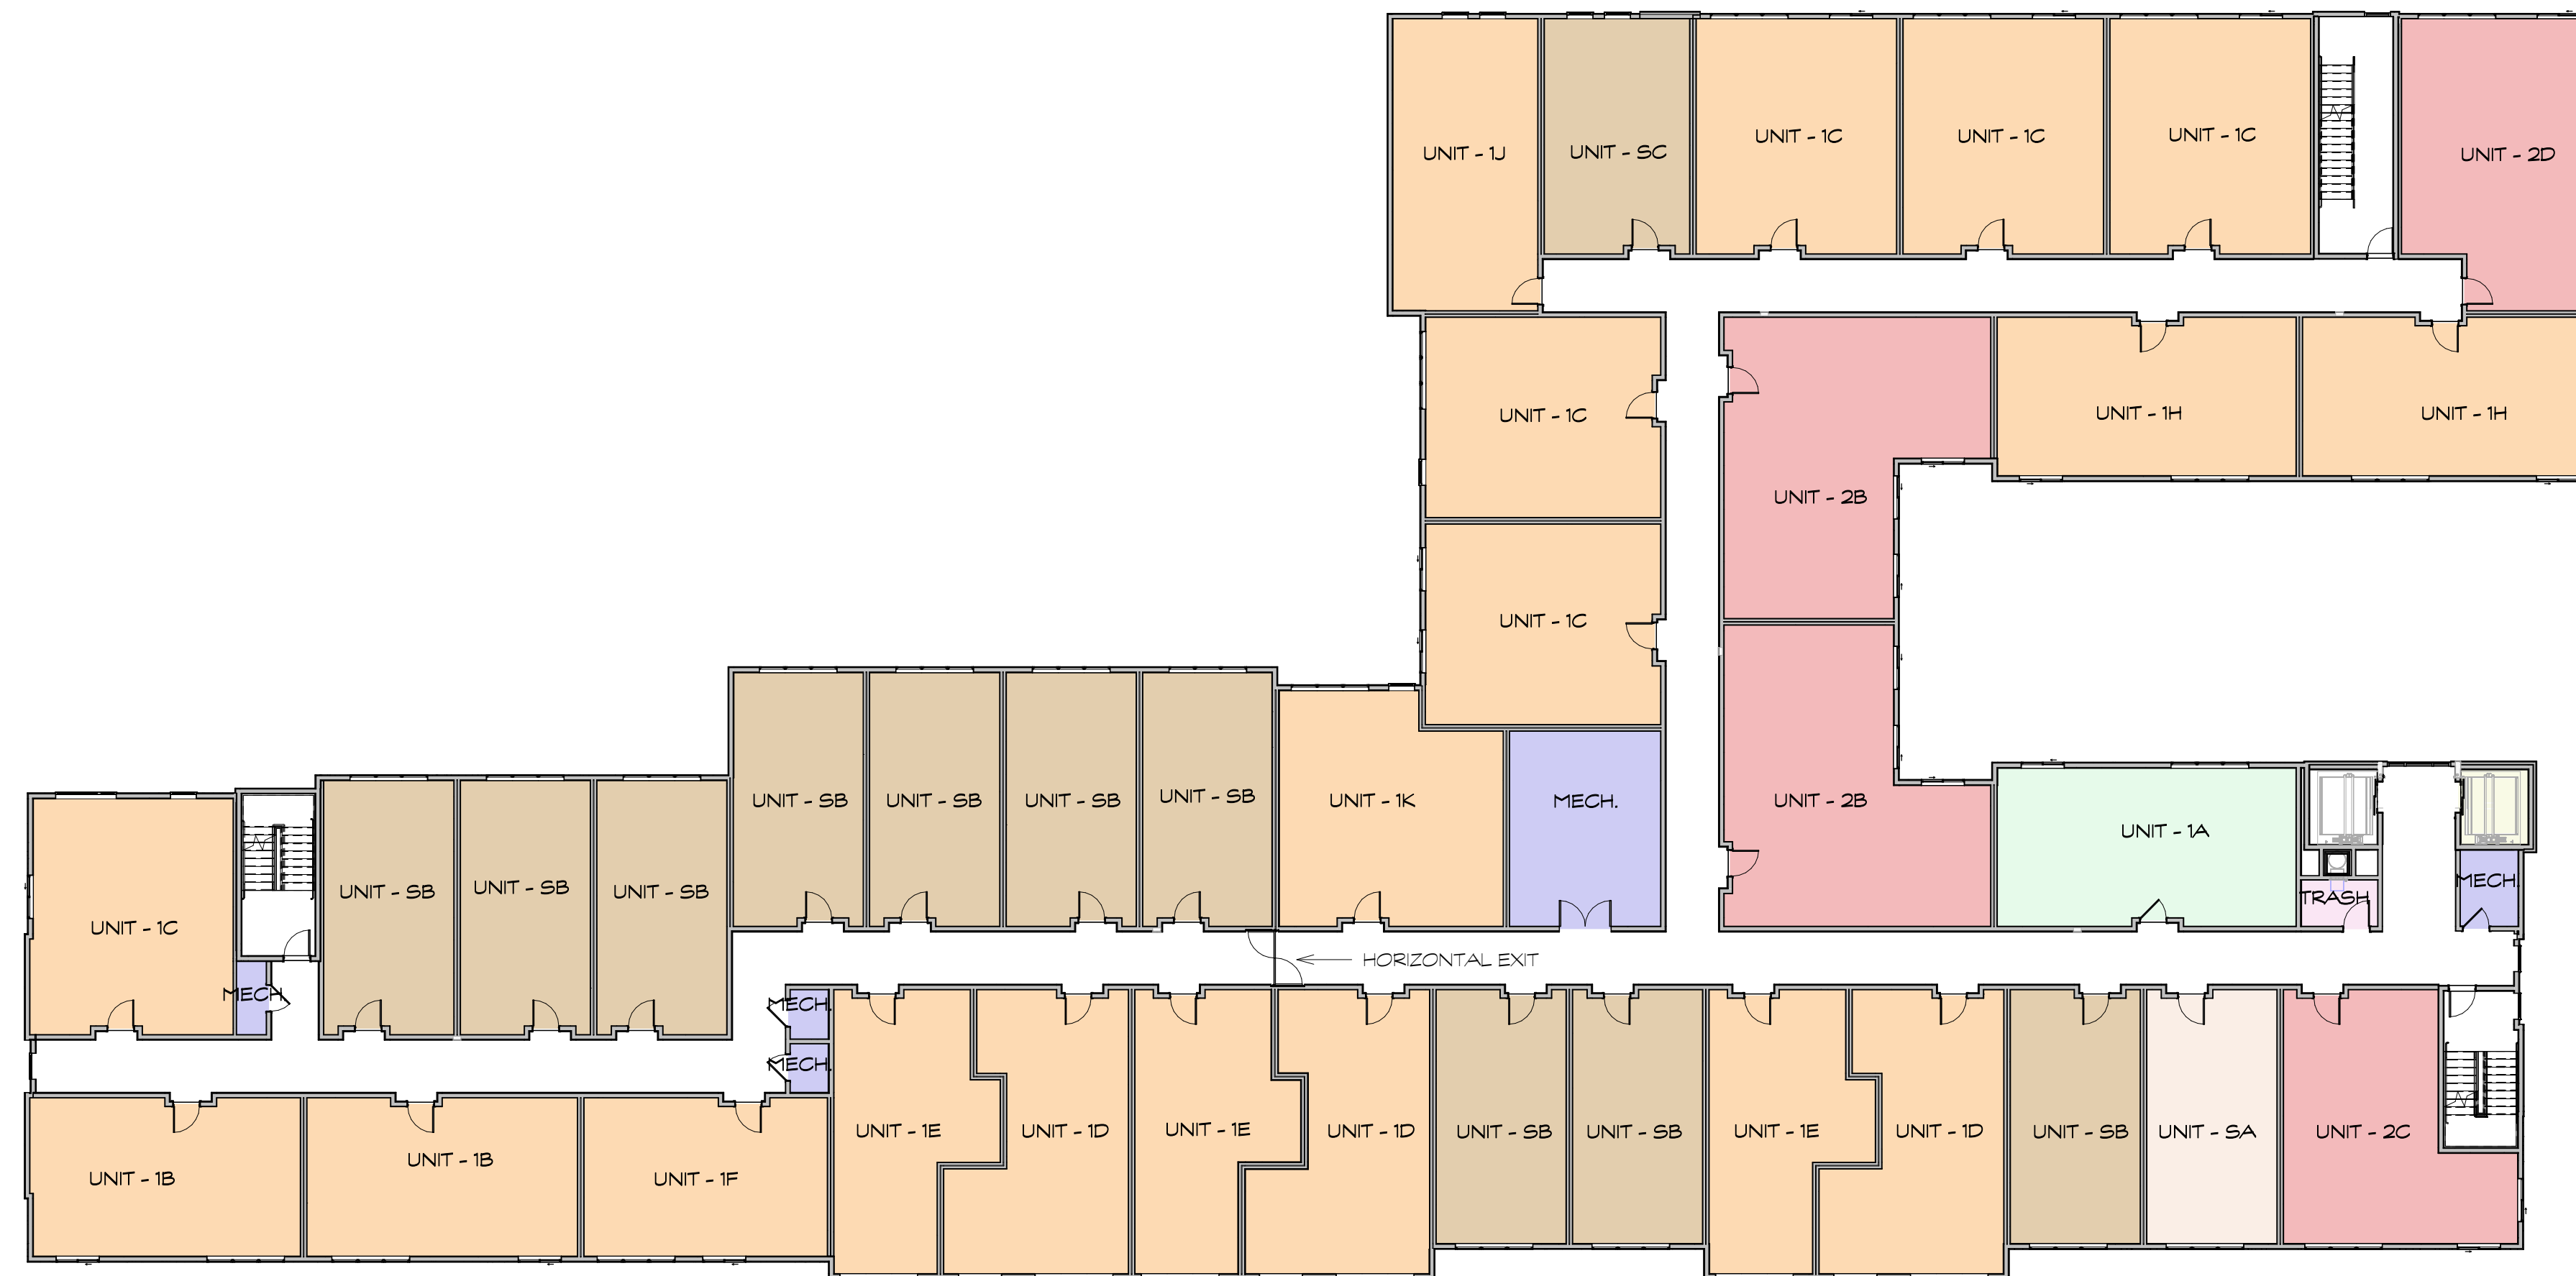 UNIT - 1J
UNIT - SC
UNIT - 1C
UNIT - 1C
UNIT - 1C
UNIT - 2D
UNIT - 1C
UNIT - 1H
UNIT - 1H
UNIT - 2B
UNIT - 1C
UNIT - SB
UNIT - SB
UNIT - SB
UNIT - SB
UNIT - 1K
MECH.
UNIT - 2B
UNIT - 1A
UNIT - SB
UNIT - SB
UNIT - SB
MECH.
TRASH
UNIT - 1C
HORIZONTAL EXIT
MECH.
MECH.
MECH.
UNIT - 1E
UNIT - 1D
UNIT - 1E
UNIT - 1D
UNIT - SB
UNIT - SB
UNIT - 1E
UNIT - 1D
UNIT - SB
UNIT - SA
UNIT - 2C
UNIT - 1B
UNIT - 1B
UNIT - 1F